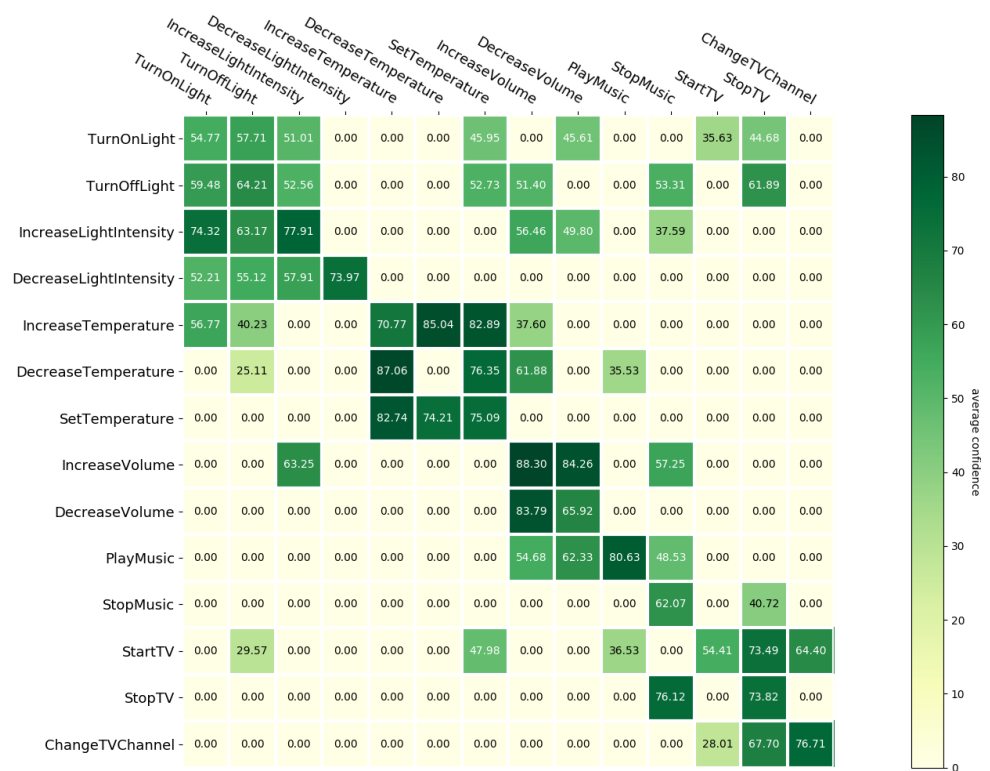 TurnOnLight
TurnOffLight
IncreaseLightIntensity
DecreaseLightIntensity
IncreaseTemperature
DecreaseTemperature
SetTemperature
IncreaseVolume
DecreaseVolume
PlayMusic
StopMusic
StartTV
StopTV
ChangeTVChannel
TurnOnLight 54.77 57.71 51.01 0.00 0.00 0.00 45.95 0.00 45.61 0.00 0.00 35.63 44.68 0.00
TurnOffLight 59.48 64.21 52.56 0.00 0.00 0.00 52.73 51.40 0.00 0.00 53.31 0.00 61.89 0.00
IncreaseLightIntensity 74.32 63.17 77.91 0.00 0.00 0.00 0.00 56.46 49.80 0.00 37.59 0.00 0.00 0.00
DecreaseLightIntensity 52.21 55.12 57.91 73.97 0.00 0.00 0.00 0.00 0.00 0.00 0.00 0.00 0.00 0.00
IncreaseTemperature 56.77 40.23 0.00 0.00 70.77 85.04 82.89 37.60 0.00 0.00 0.00 0.00 0.00 0.00
DecreaseTemperature 0.00 25.11 0.00 0.00 87.06 0.00 76.35 61.88 0.00 35.53 0.00 0.00 0.00 0.00
SetTemperature 0.00 0.00 0.00 0.00 82.74 74.21 75.09 0.00 0.00 0.00 0.00 0.00 0.00 0.00
IncreaseVolume 0.00 0.00 63.25 0.00 0.00 0.00 0.00 88.30 84.26 0.00 57.25 0.00 0.00 0.00
DecreaseVolume 0.00 0.00 0.00 0.00 0.00 0.00 0.00 83.79 65.92 0.00 0.00 0.00 0.00 0.00
PlayMusic 0.00 0.00 0.00 0.00 0.00 0.00 0.00 54.68 62.33 80.63 48.53 0.00 0.00 0.00
StopMusic 0.00 0.00 0.00 0.00 0.00 0.00 0.00 0.00 0.00 0.00 62.07 0.00 40.72 0.00
StartTV 0.00 29.57 0.00 0.00 0.00 0.00 47.98 0.00 0.00 36.53 0.00 54.41 73.49 64.40
StopTV 0.00 0.00 0.00 0.00 0.00 0.00 0.00 0.00 0.00 0.00 76.12 0.00 73.82 0.00
ChangeTVChannel 0.00 0.00 0.00 0.00 0.00 0.00 0.00 0.00 0.00 0.00 0.00 28.01 67.70 76.71
80
70
60
50
40
30
20
10
0
average confidence